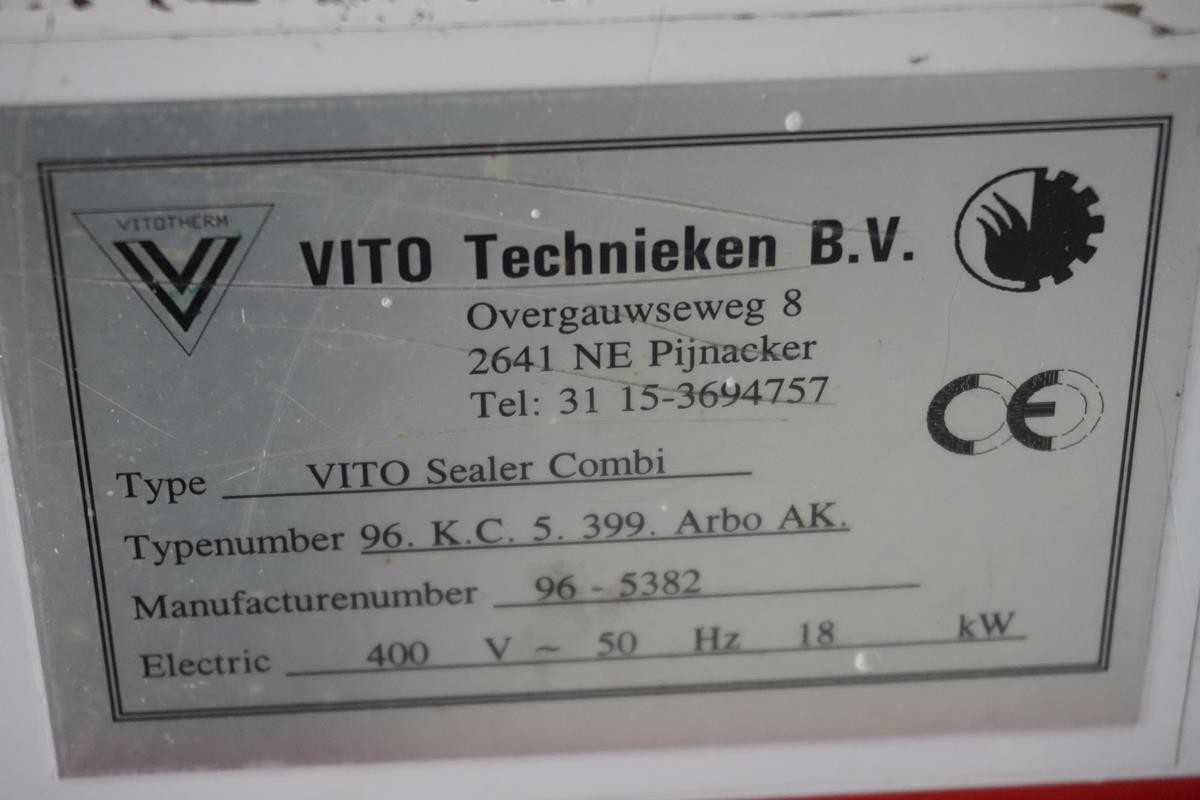 VITOTHERM
VITO Technieken B.V.
Overgauwseweg 8
2641 NE Pijnacker
Tel: 31 15-3694757
CE
Type VITO Sealer Combi
Typenumber 96. K.C. 5. 399. Arbo AK.
Manufacturenumber 96 - 5382
Electric 400 V ~ 50 Hz 18 kW